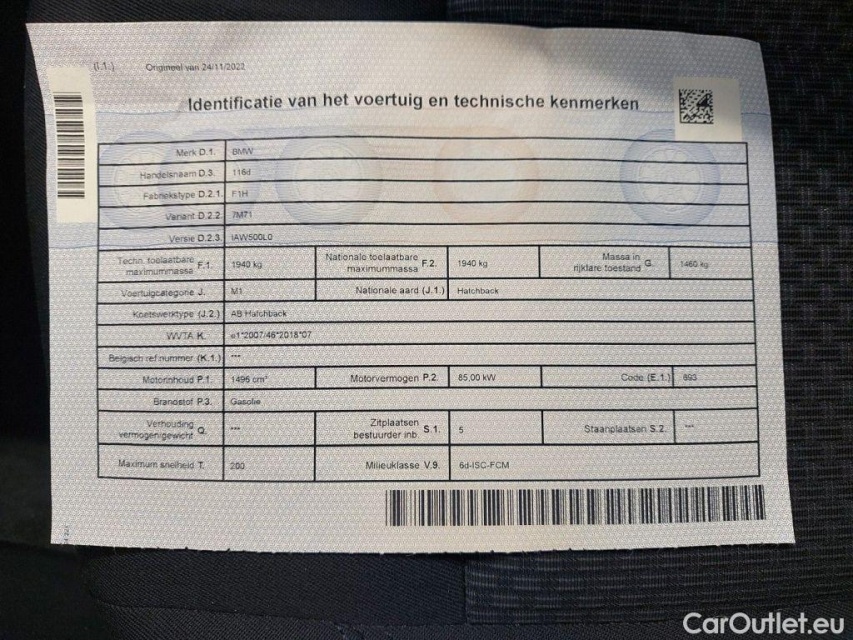 (I.1.) Origineel van 24/11/2022
Identificatie van het voertuig en technische kenmerken
Merk D.1. BMW
Handelsnaam D.3. 116d
Fabriekstype D.2.1. F1H
Variant D.2.2. 7M71
Versie D.2.3. IAW500L0
Techn. toelaatbare maximummassa F.1. 1940 kg Nationale toelaatbare maximummassa F.2. 1940 kg Massa in rijklare toestand G. 1460 kg
Voertuigcategorie J. M1 Nationale aard (J.1.) Hatchback
Koetswerktype (J.2.) AB Hatchback
WVTA K. e1*2007/46*2018*07
Belgisch ref.nummer (K.1.) ***
Motorinhoud P.1. 1496 cm³ Motorvermogen P.2. 85,00 kW Code (E.1.) 693
Brandstof P.3. Gasolie
Verhouding vermogen/gewicht Q. *** Zitplaatsen bestuurder inb. S.1. 5 Staanplaatsen S.2. ***
Maximum snelheid T. 200 Milieuklasse V.9. 6d-ISC-FCM
CarOutlet.eu